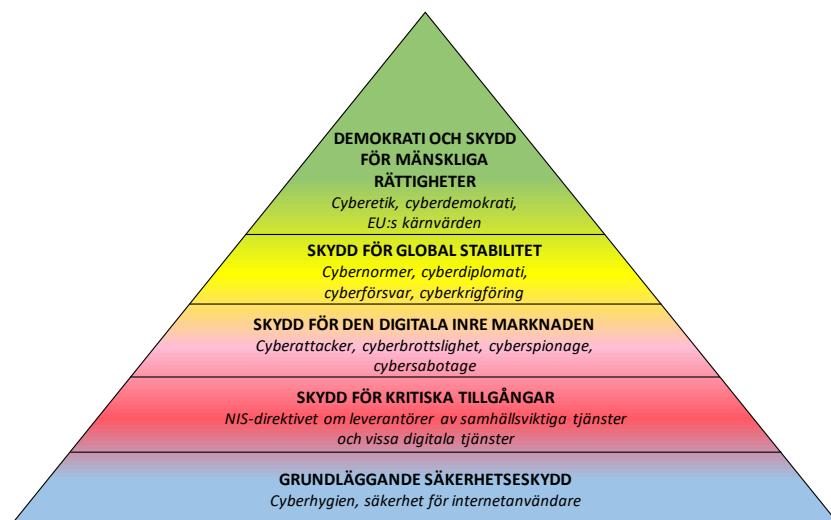 DEMOKRATI OCH SKYDD
FÖR MÄNSKLIGA
RÄTTIGHETER
Cyberetik, cyberdemokrati,
EU:s kärnvärden
SKYDD FÖR GLOBAL STABILITET
Cybernormer, cyberdiplomati,
cyberförsvar, cyberkrigföring
SKYDD FÖR DEN DIGITALA INRE MARKNADEN
Cyberattacker, cyberbrottslighet, cyberspionage,
cybersabotage
SKYDD FÖR KRITISKA TILLGÅNGAR
NIS-direktivet om leverantörer av samhällsviktiga tjänster
och vissa digitala tjänster
GRUNDLÄGGANDE SÄKERHETSESKYDD
Cyberhygien, säkerhet för internetanvändare